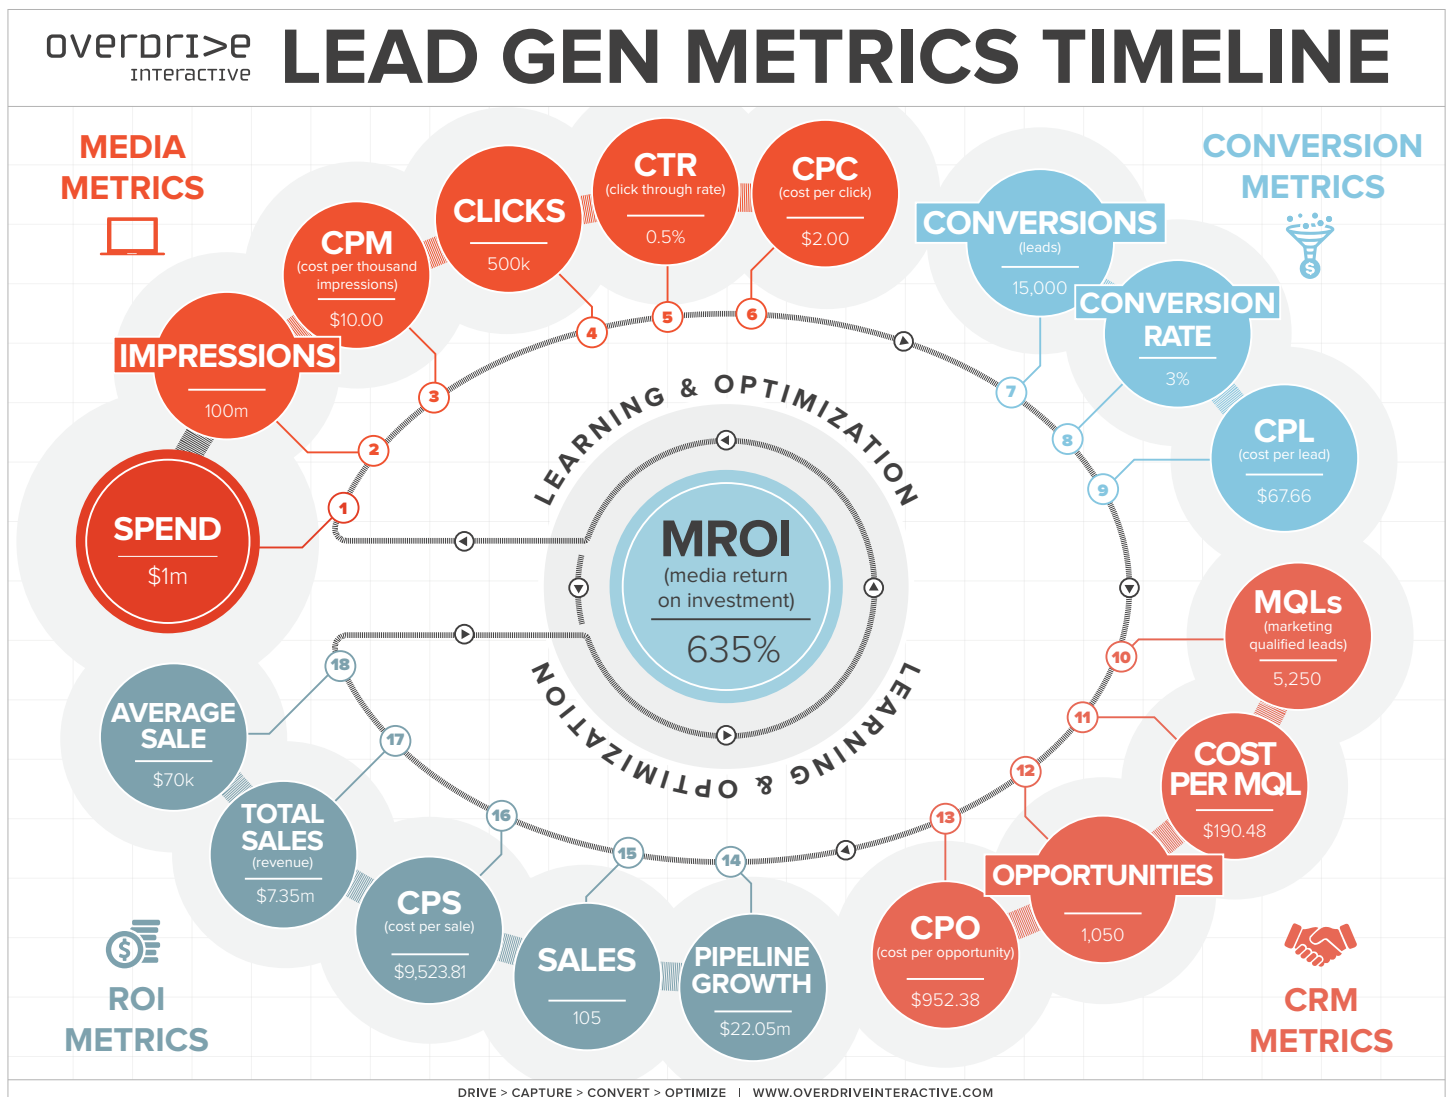 OVERDRI>E
INTERACTIVE
LEAD GEN METRICS TIMELINE
MEDIA
METRICS
SPEND
$1m
1
IMPRESSIONS
100m
2
CPM
(cost per thousand
impressions)
$10.00
3
CLICKS
500k
4
CTR
(click through rate)
0.5%
5
CPC
(cost per click)
$2.00
6
CONVERSION
METRICS
$
CONVERSIONS
(leads)
15,000
7
CONVERSION
RATE
3%
8
CPL
(cost per lead)
$67.66
9
MQLs
(marketing
qualified leads)
5,250
10
COST
PER MQL
$190.48
11
OPPORTUNITIES
1,050
12
CPO
(cost per opportunity)
$952.38
13
CRM
METRICS
PIPELINE
GROWTH
$22.05m
14
SALES
105
15
CPS
(cost per sale)
$9,523.81
16
TOTAL
SALES
(revenue)
$7.35m
17
AVERAGE
SALE
$70k
18
$
ROI
METRICS
LEARNING & OPTIMIZATION
MROI
(media return
on investment)
635%
LEARNING & OPTIMIZATION
DRIVE > CAPTURE > CONVERT > OPTIMIZE | WWW.OVERDRIVEINTERACTIVE.COM